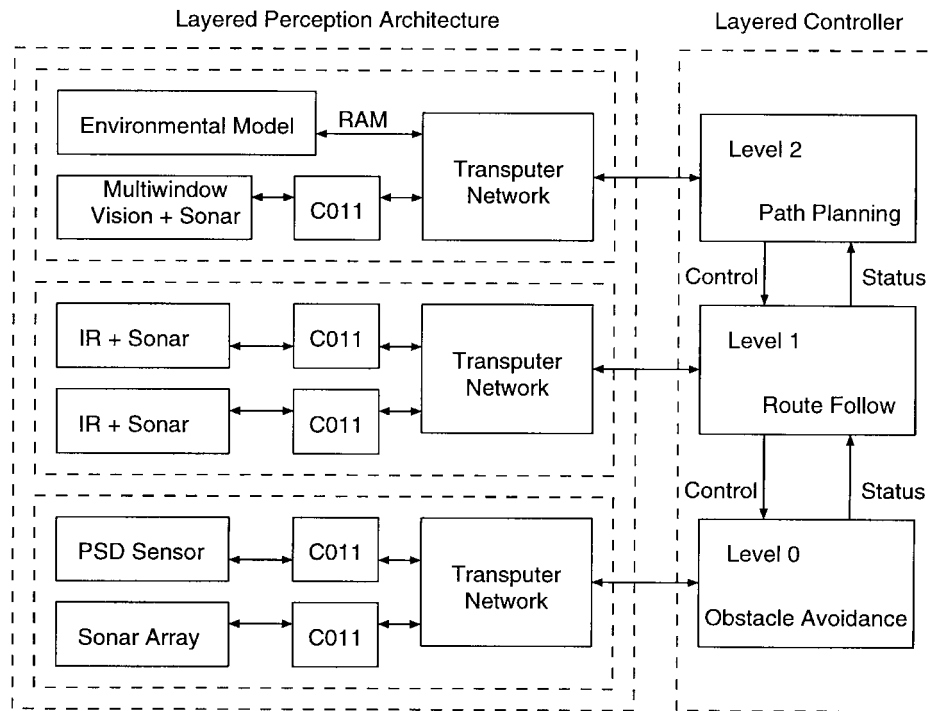 Layered Perception Architecture
Layered Controller
Environmental Model
RAM
Transputer
Network
Multiwindow
Vision + Sonar
C011
Level 2
Path Planning
Control
Status
IR + Sonar
C011
Transputer
Network
IR + Sonar
C011
Level 1
Route Follow
Control
Status
PSD Sensor
C011
Transputer
Network
Sonar Array
C011
Level 0
Obstacle Avoidance